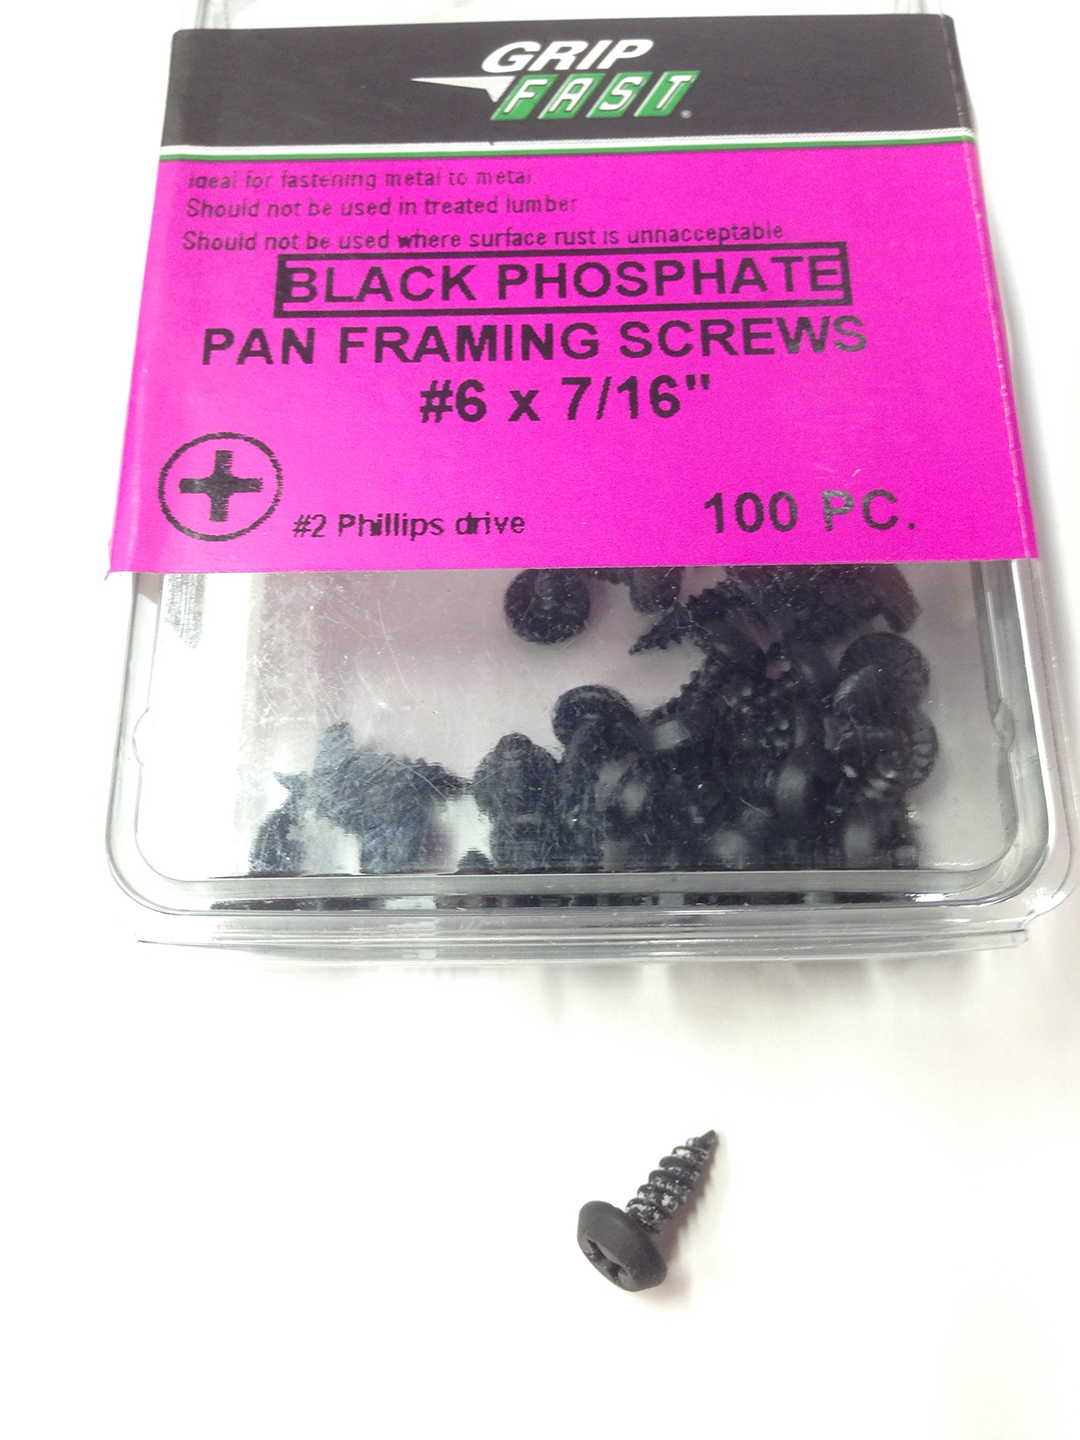 GRIP
FAST
Ideal for fastening metal to metal
Should not be used in treated lumber
Should not be used where surface rust is unnacceptable
BLACK PHOSPHATE
PAN FRAMING SCREWS
#6 x 7/16"
#2 Phillips drive
100 PC.